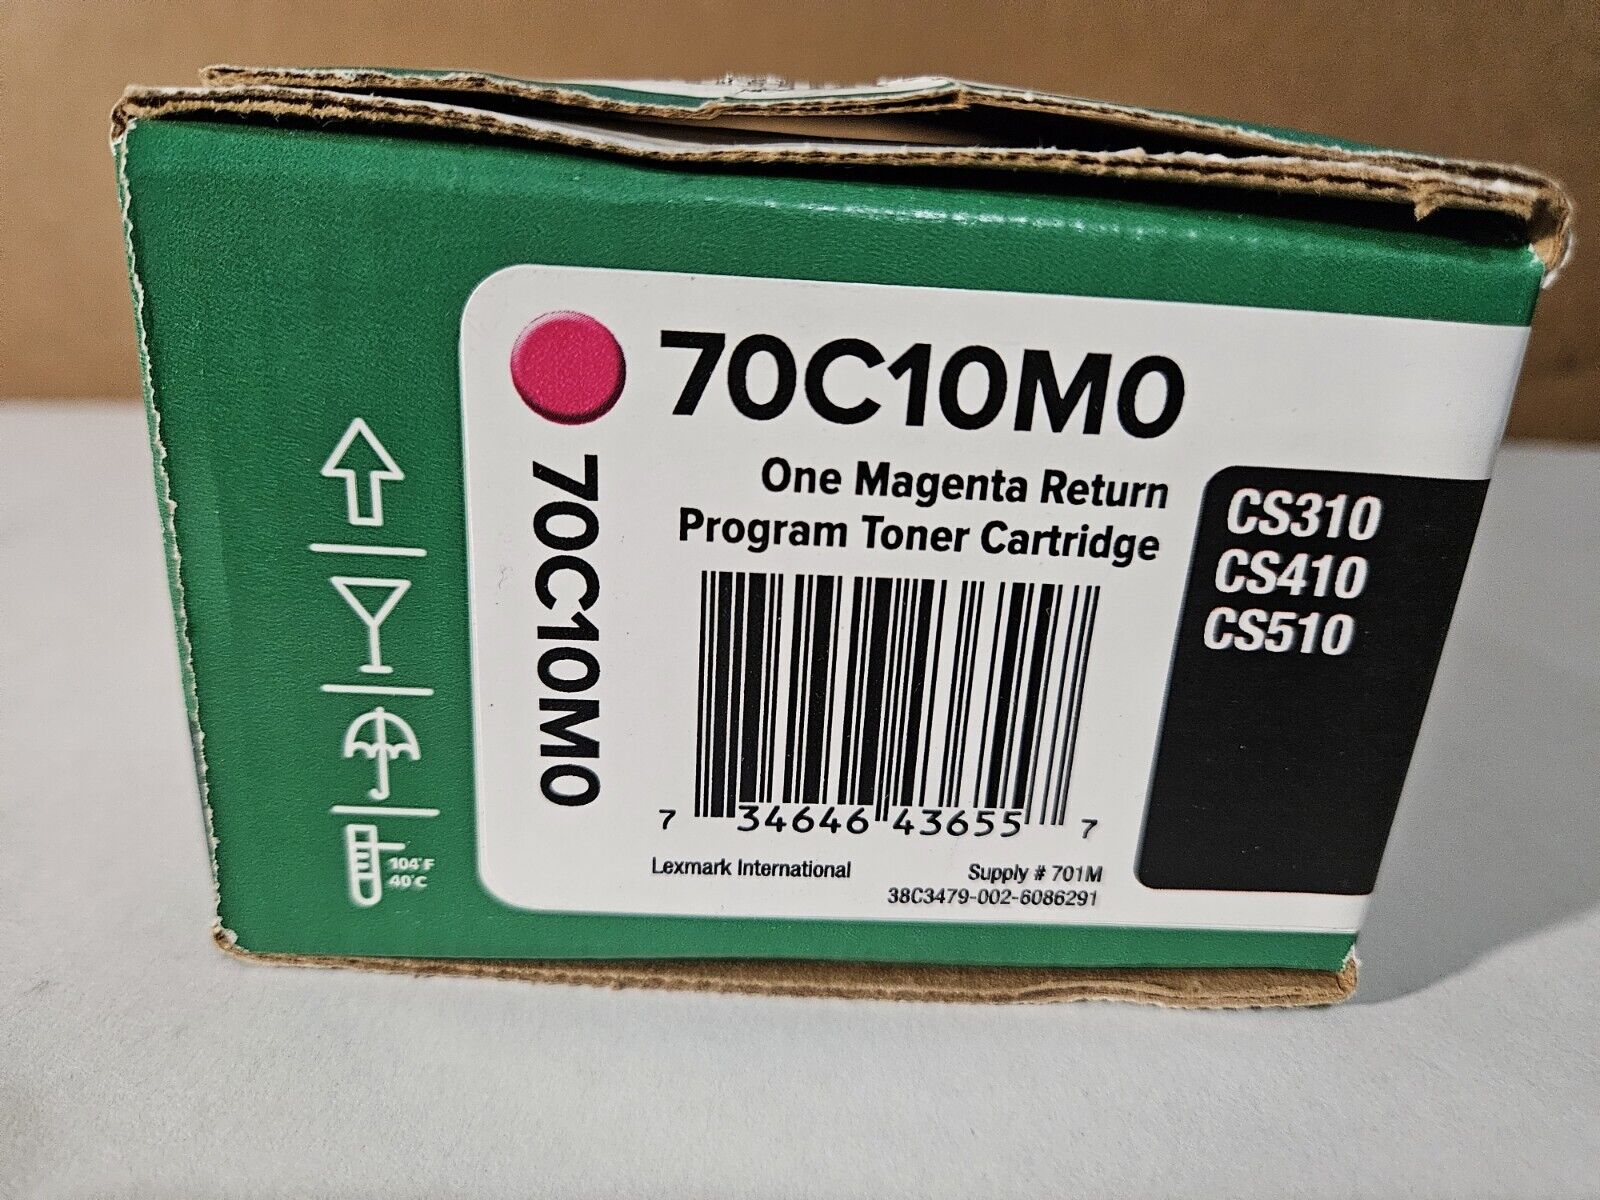 70C10M0
One Magenta Return
Program Toner Cartridge
70C10M0
CS310
CS410
CS510
7 34646 43655 7
Lexmark International
Supply # 701M
38C3479-002-6086291
104°F
40°C